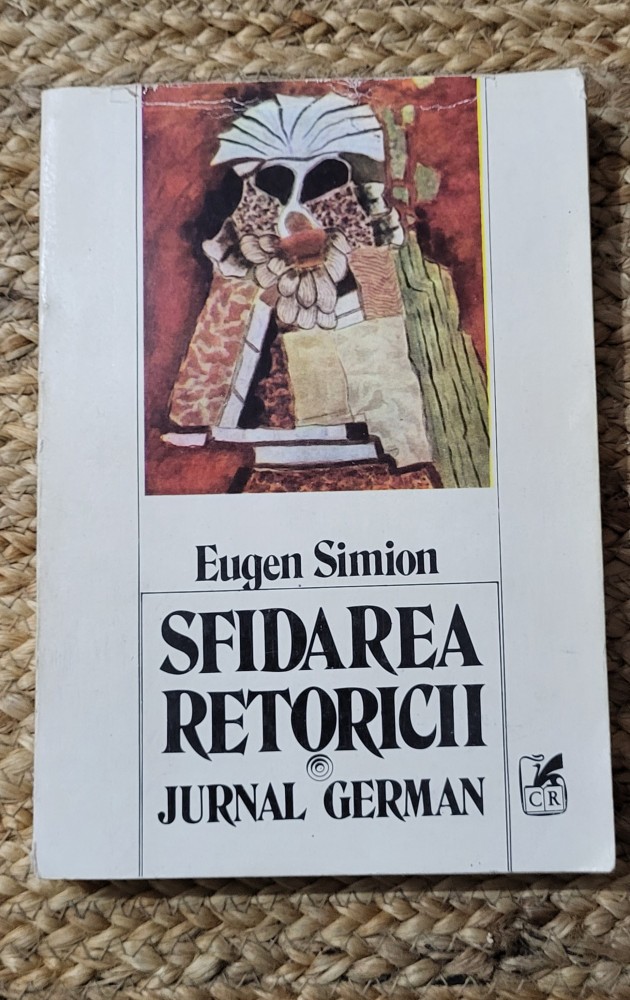 Eugen Simion
SFIDAREA
RETORICII
JURNAL GERMAN
CR